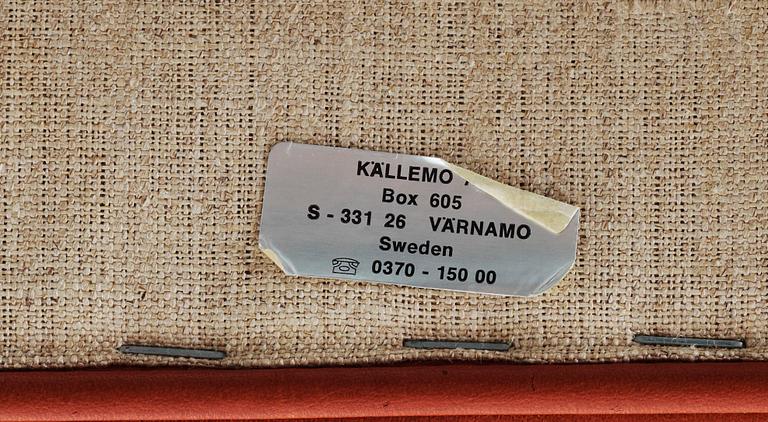 KÄLLEMO
Box 605
S - 331 26 VÄRNAMO
Sweden
☏ 0370 - 150 00